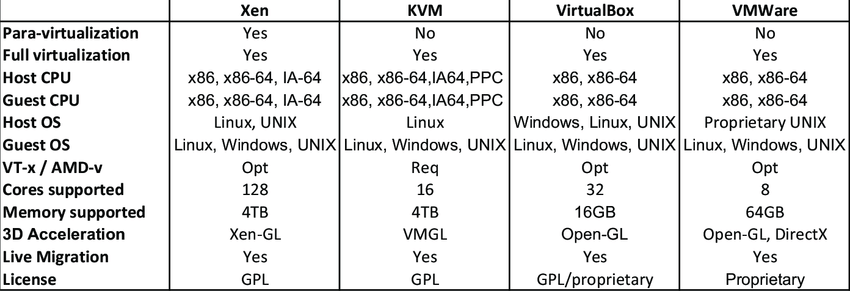 Xen KVM VirtualBox VMWare
Para-virtualization Yes No No No
Full virtualization Yes Yes Yes Yes
Host CPU x86, x86-64, IA-64 x86, x86-64,IA64,PPC x86, x86-64 x86, x86-64
Guest CPU x86, x86-64, IA-64 x86, x86-64,IA64,PPC x86, x86-64 x86, x86-64
Host OS Linux, UNIX Linux Windows, Linux, UNIX Proprietary UNIX
Guest OS Linux, Windows, UNIX Linux, Windows, UNIX Linux, Windows, UNIX Linux, Windows, UNIX
VT-x / AMD-v Opt Req Opt Opt
Cores supported 128 16 32 8
Memory supported 4TB 4TB 16GB 64GB
3D Acceleration Xen-GL VMGL Open-GL Open-GL, DirectX
Live Migration Yes Yes Yes Yes
License GPL GPL GPL/proprietary Proprietary